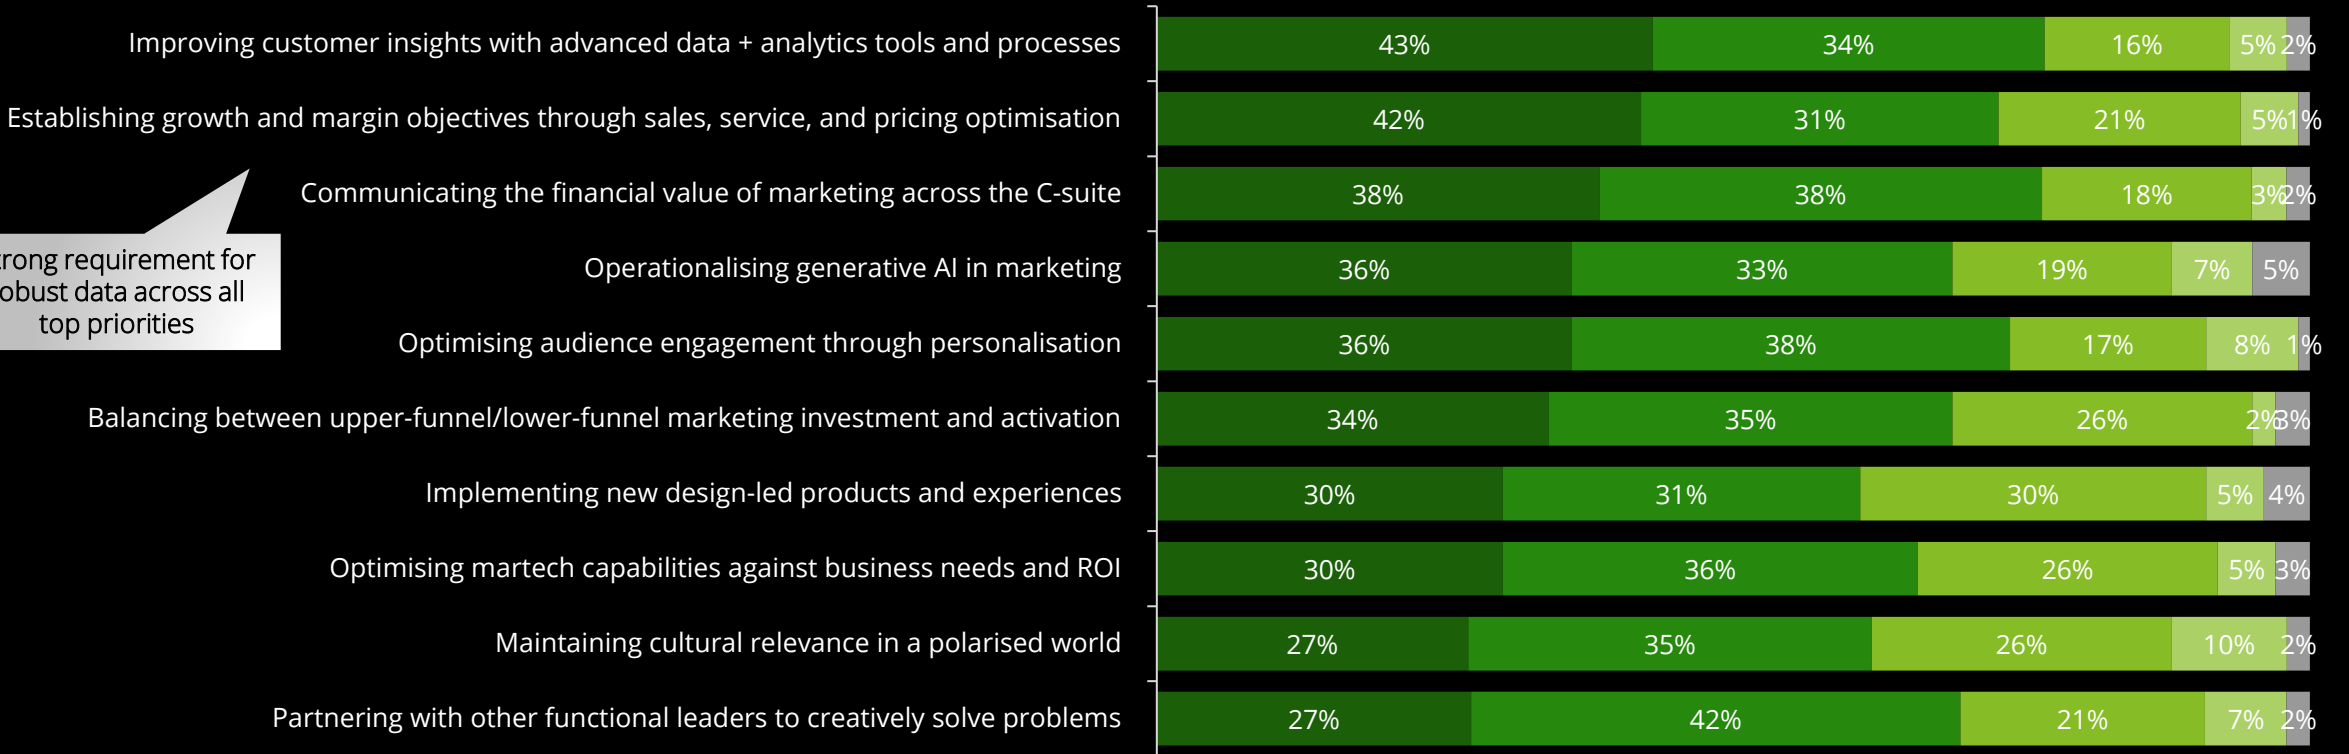 Improving customer insights with advanced data + analytics tools and processes 43% 34% 16% 5% 2%
Establishing growth and margin objectives through sales, service, and pricing optimisation 42% 31% 21% 5% 1%
Communicating the financial value of marketing across the C-suite 38% 38% 18% 3% 2%
requirement for
data across all
top priorities
Operationalising generative AI in marketing 36% 33% 19% 7% 5%
Optimising audience engagement through personalisation 36% 38% 17% 8% 1%
Balancing between upper-funnel/lower-funnel marketing investment and activation 34% 35% 26% 2% 3%
Implementing new design-led products and experiences 30% 31% 30% 5% 4%
Optimising martech capabilities against business needs and ROI 30% 36% 26% 5% 3%
Maintaining cultural relevance in a polarised world 27% 35% 26% 10% 2%
Partnering with other functional leaders to creatively solve problems 27% 42% 21% 7% 2%